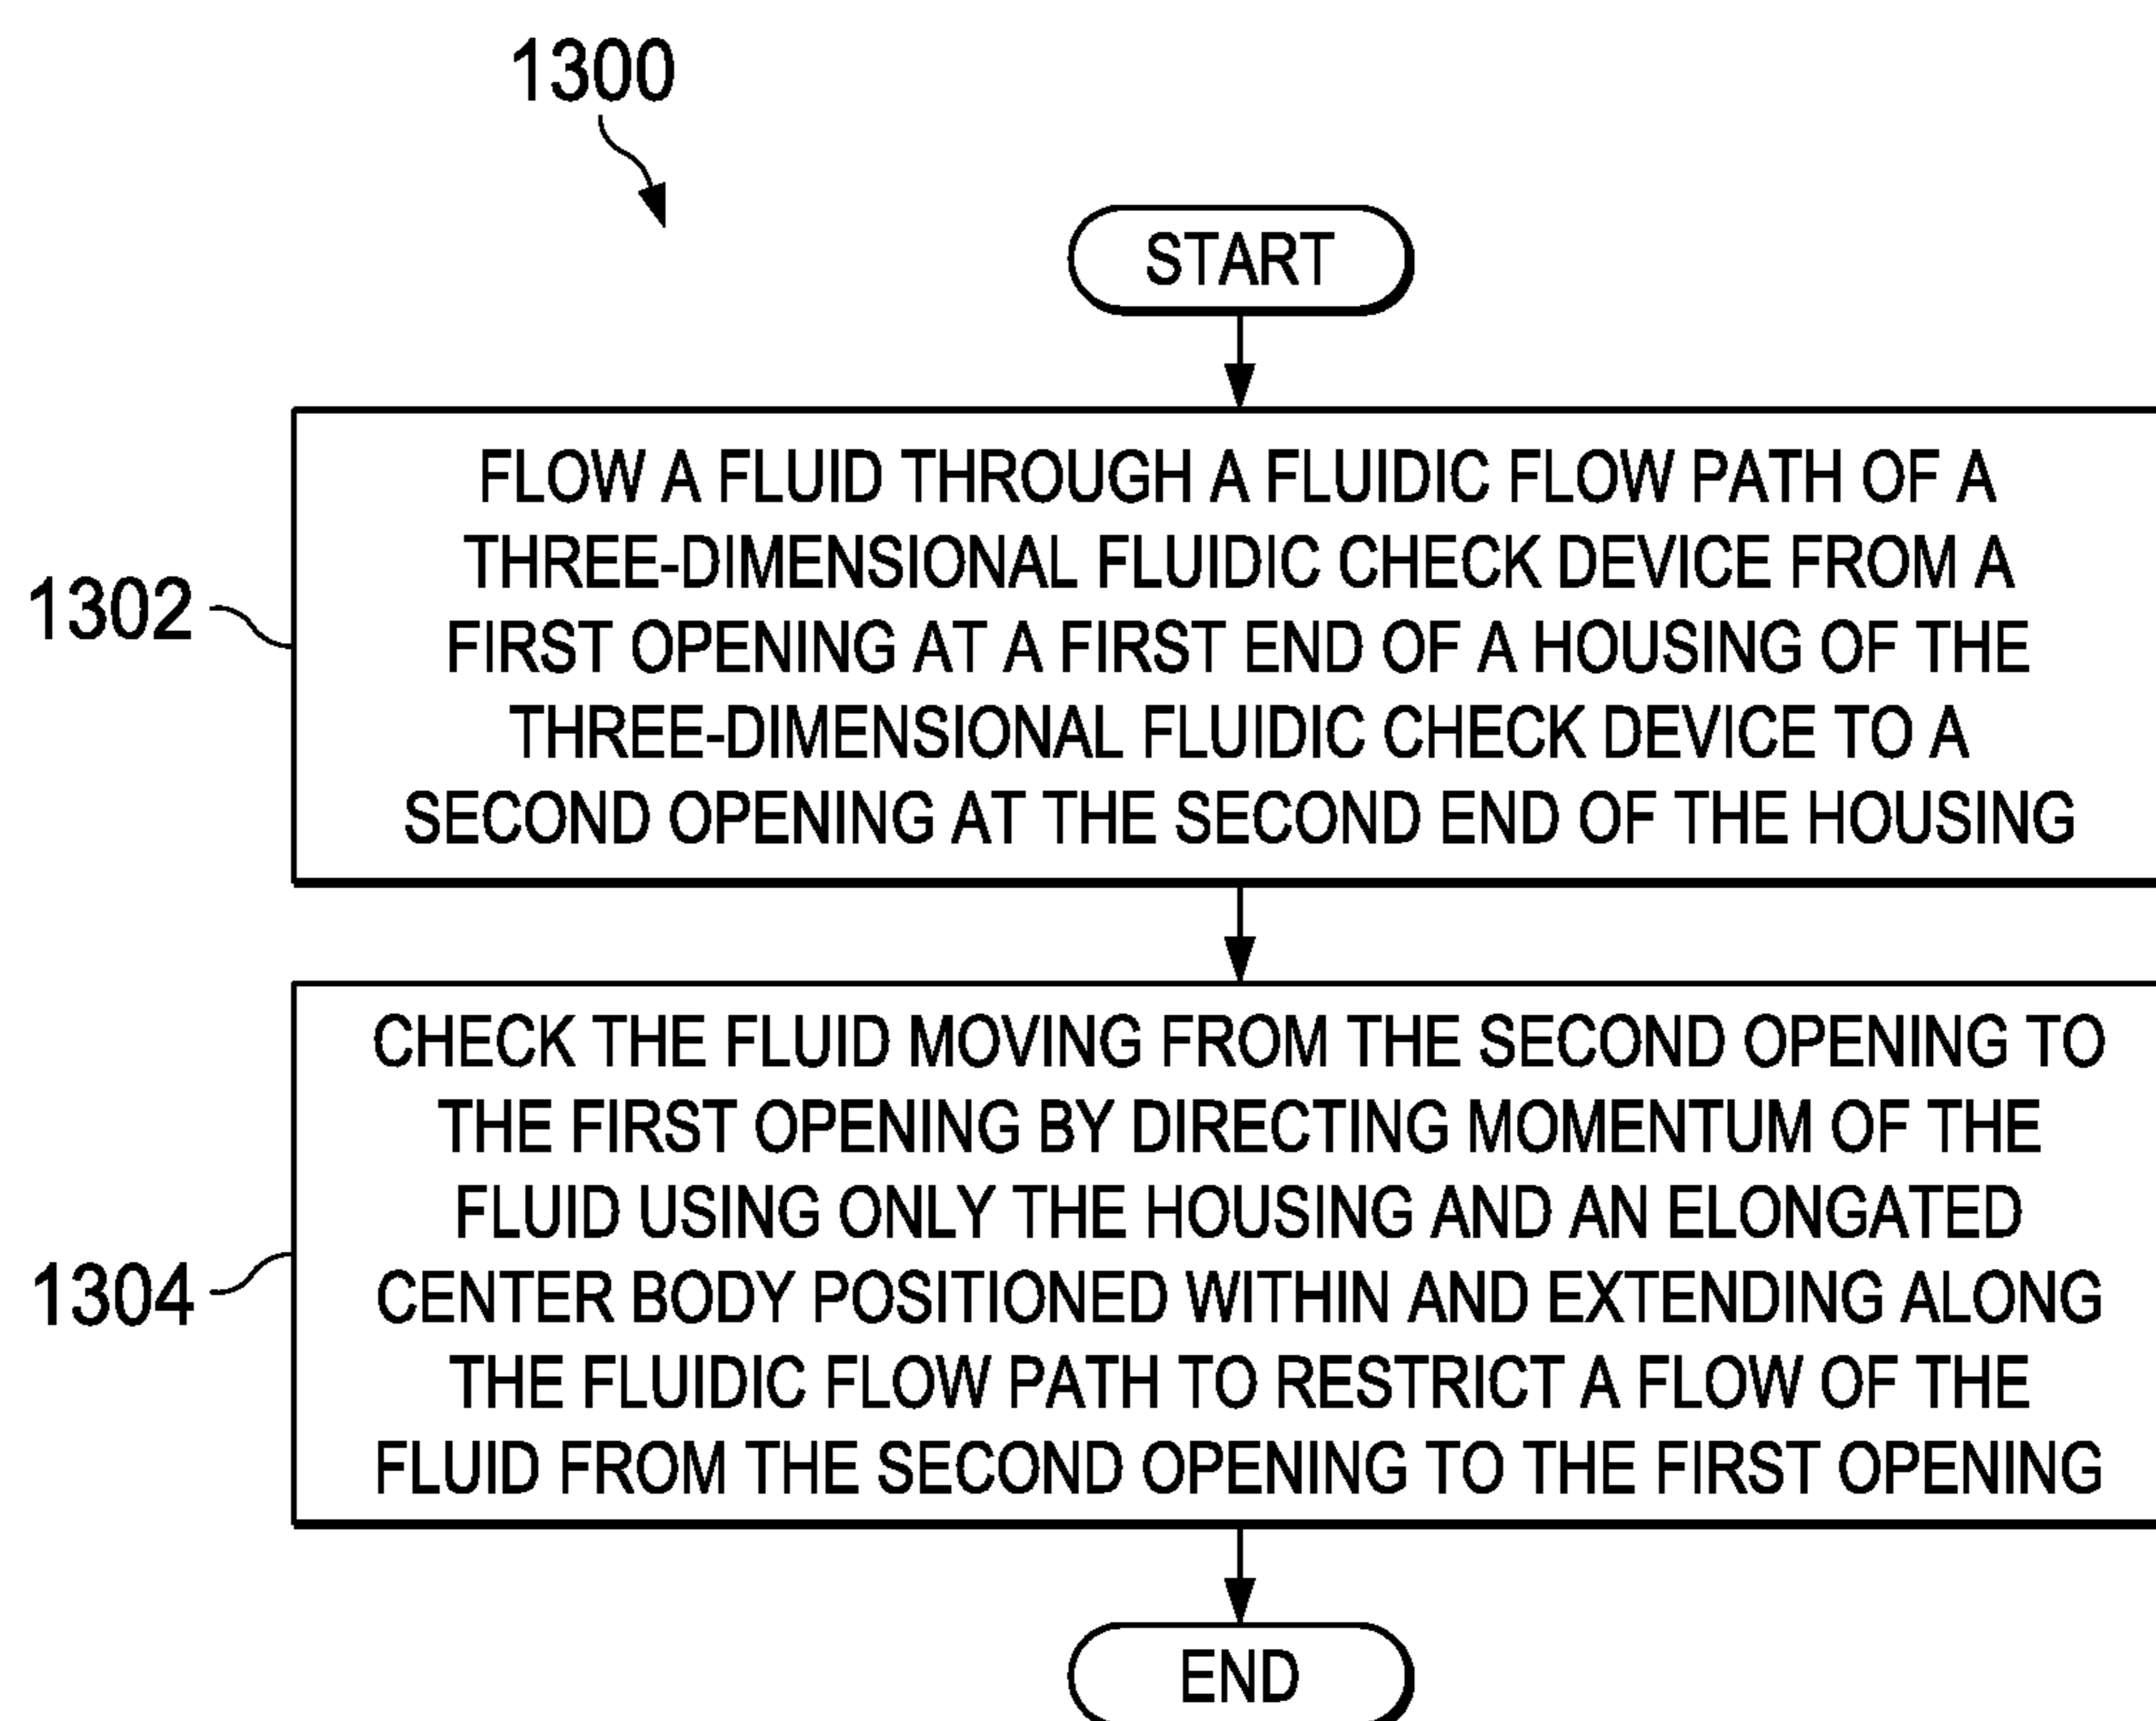 1300
START
1302
FLOW A FLUID THROUGH A FLUIDIC FLOW PATH OF A
THREE-DIMENSIONAL FLUIDIC CHECK DEVICE FROM A
FIRST OPENING AT A FIRST END OF A HOUSING OF THE
THREE-DIMENSIONAL FLUIDIC CHECK DEVICE TO A
SECOND OPENING AT THE SECOND END OF THE HOUSING
1304
CHECK THE FLUID MOVING FROM THE SECOND OPENING TO
THE FIRST OPENING BY DIRECTING MOMENTUM OF THE
FLUID USING ONLY THE HOUSING AND AN ELONGATED
CENTER BODY POSITIONED WITHIN AND EXTENDING ALONG
THE FLUIDIC FLOW PATH TO RESTRICT A FLOW OF THE
FLUID FROM THE SECOND OPENING TO THE FIRST OPENING
END